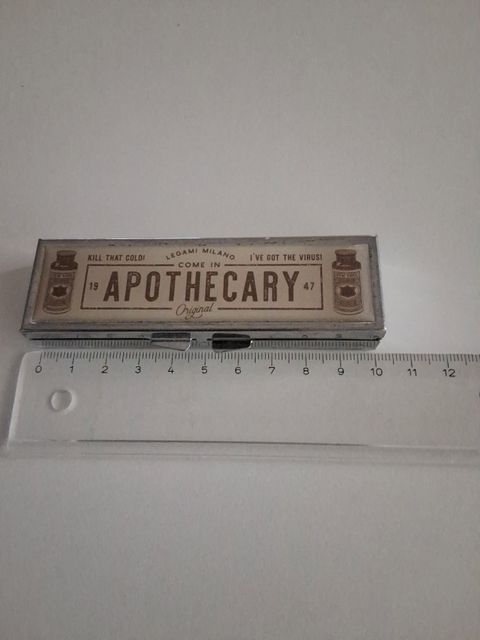 KILL THAT COLD! LEGAMI MILANO I'VE GOT THE VIRUS!
COME IN
19 APOTHECARY 47
Original
0 1 2 3 4 5 6 7 8 9 10 11 12